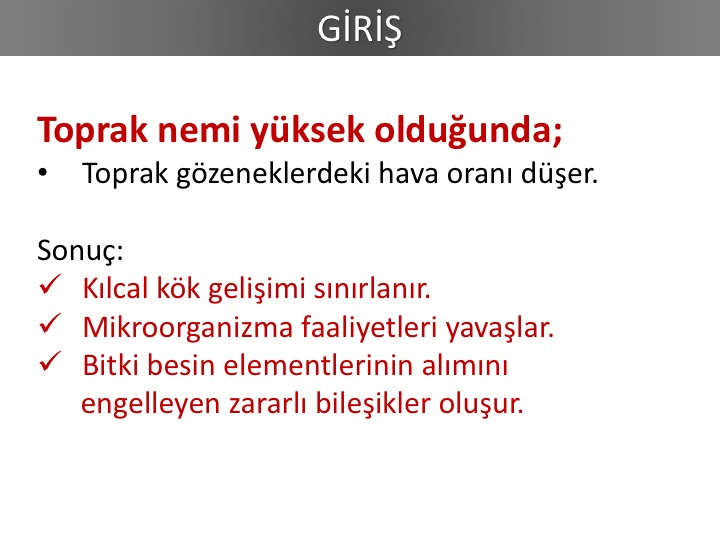 GİRİŞ
Toprak nemi yüksek olduğunda;
• Toprak gözeneklerdeki hava oranı düşer.
Sonuç:
✓ Kılcal kök gelişimi sınırlanır.
✓ Mikroorganizma faaliyetleri yavaşlar.
✓ Bitki besin elementlerinin alımını
engelleyen zararlı bileşikler oluşur.